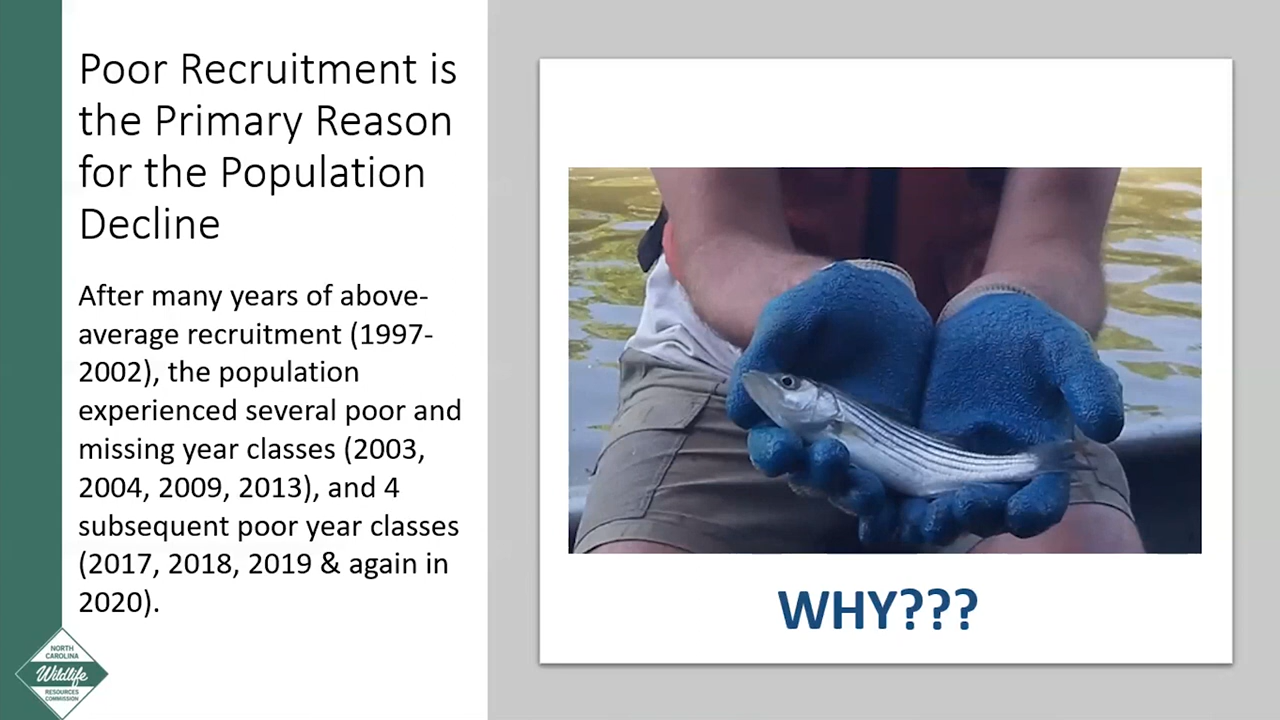 Poor Recruitment is
the Primary Reason
for the Population
Decline
After many years of above-
average recruitment (1997-
2002), the population
experienced several poor and
missing year classes (2003,
2004, 2009, 2013), and 4
subsequent poor year classes
(2017, 2018, 2019 & again in
2020).
WHY???
NORTH
CAROLINA
Wildlife
RESOURCES
COMMISSION